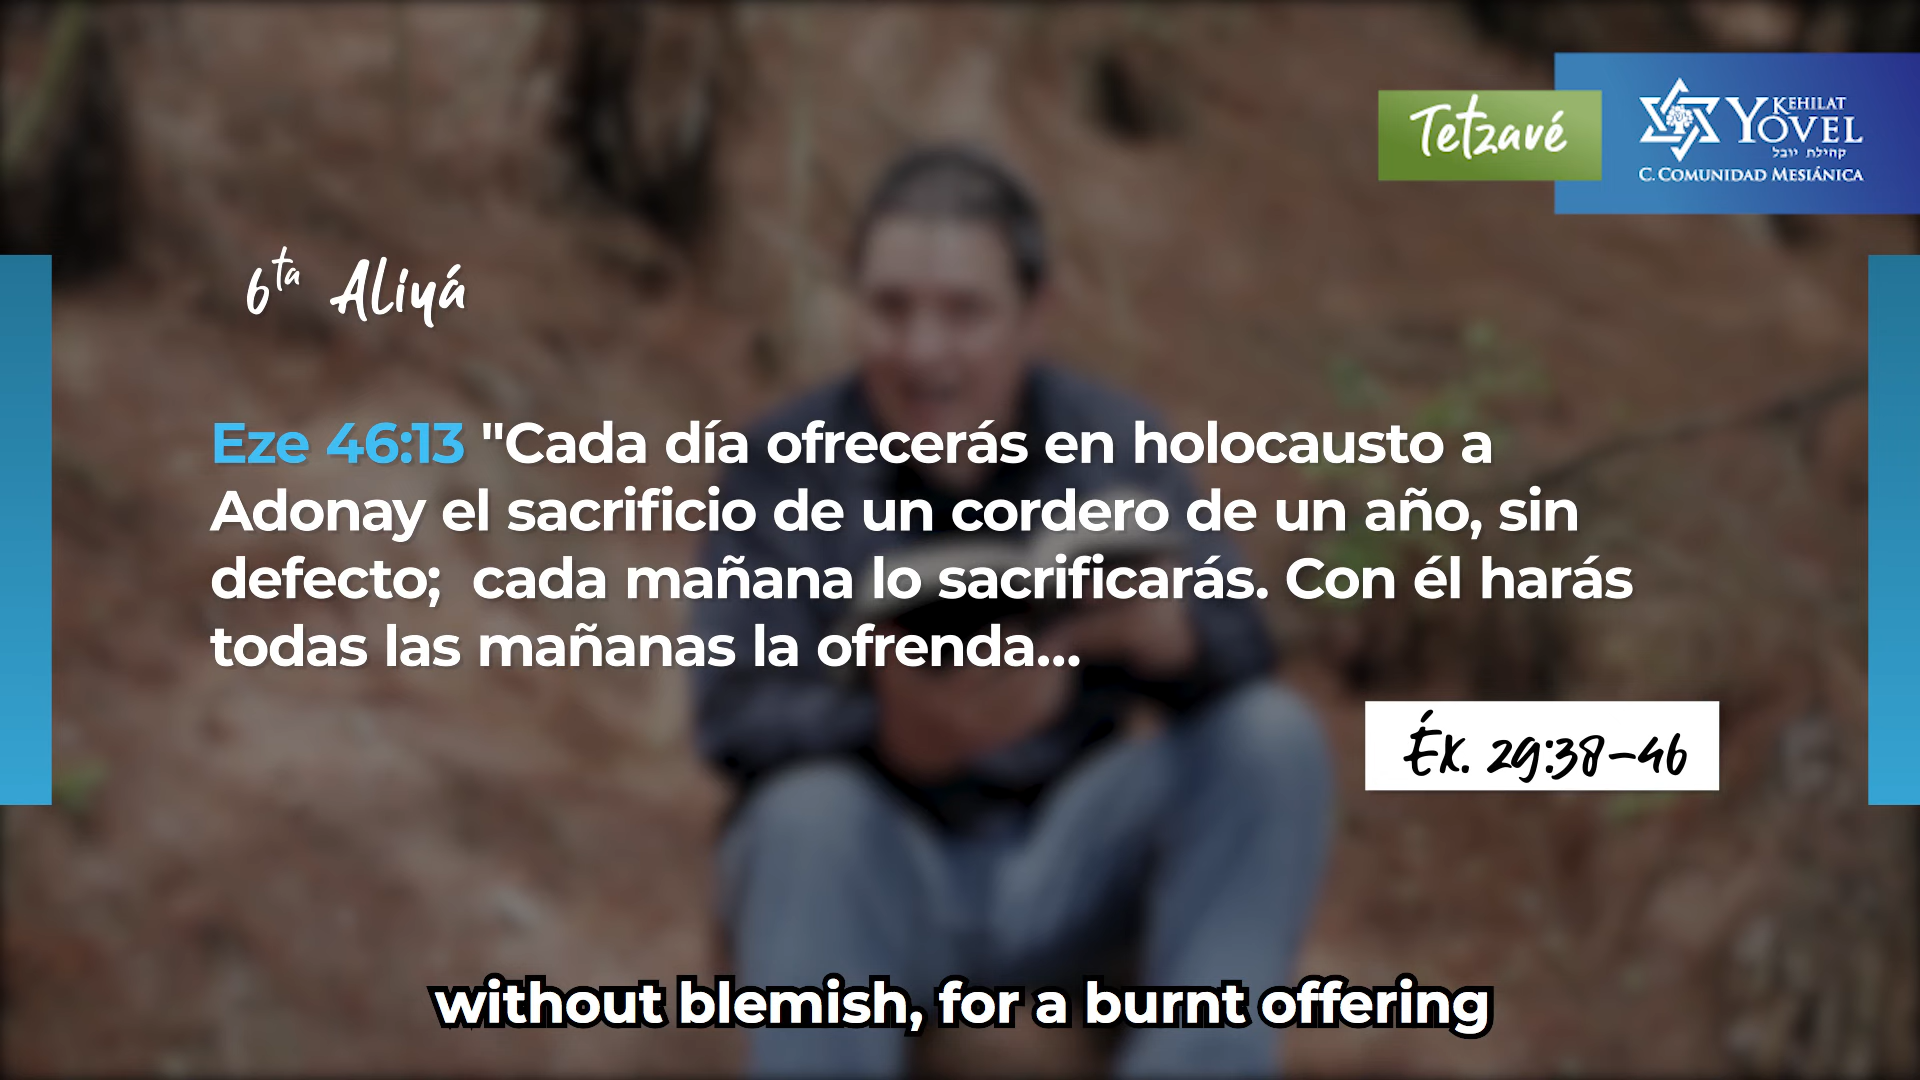 Tetzavé
KEHILAT
YOVEL
קהילת יובל
C. COMUNIDAD MESIÁNICA
6ta Aliyá
Eze 46:13 "Cada día ofrecerás en holocausto a
Adonay el sacrificio de un cordero de un año, sin
defecto;  cada mañana lo sacrificarás. Con él harás
todas las mañanas la ofrenda...
Éx. 29:38-46
without blemish, for a burnt offering